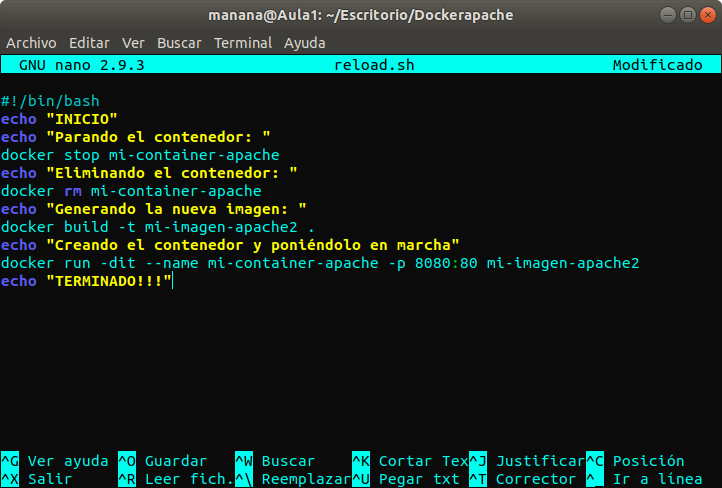 manana@Aula1: ~/Escritorio/Dockerapache
Archivo Editar Ver Buscar Terminal Ayuda
GNU nano 2.9.3 reload.sh Modificado
#!/bin/bash
echo "INICIO"
echo "Parando el contenedor: "
docker stop mi-container-apache
echo "Eliminando el contenedor: "
docker rm mi-container-apache
echo "Generando la nueva imagen: "
docker build -t mi-imagen-apache2 .
echo "Creando el contenedor y poniéndolo en marcha"
docker run -dit --name mi-container-apache -p 8080:80 mi-imagen-apache2
echo "TERMINADO!!!"
^G Ver ayuda ^O Guardar ^W Buscar ^K Cortar Tex^J Justificar^C Posición
^X Salir ^R Leer fich.^\ Reemplazar^U Pegar txt ^T Corrector ^_ Ir a línea